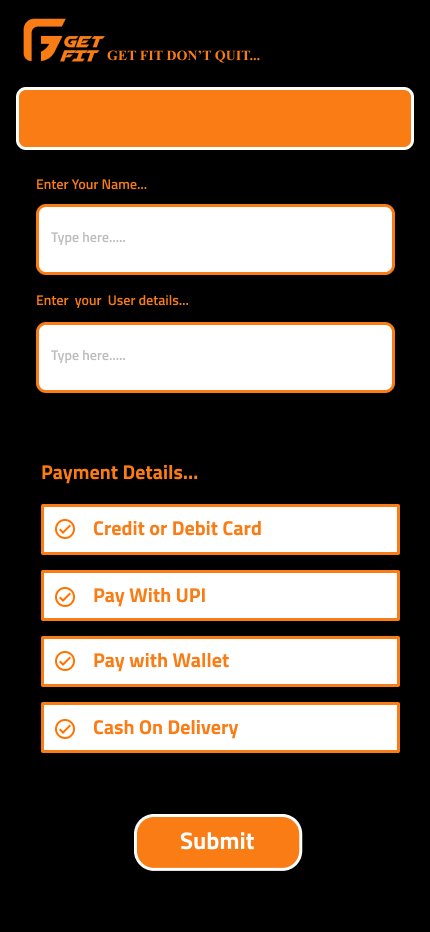 GET
FIT GET FIT DON'T QUIT...
Enter Your Name...
Type here.....
Enter your User details...
Type here.....
Payment Details...
Credit or Debit Card
Pay With UPI
Pay with Wallet
Cash On Delivery
Submit